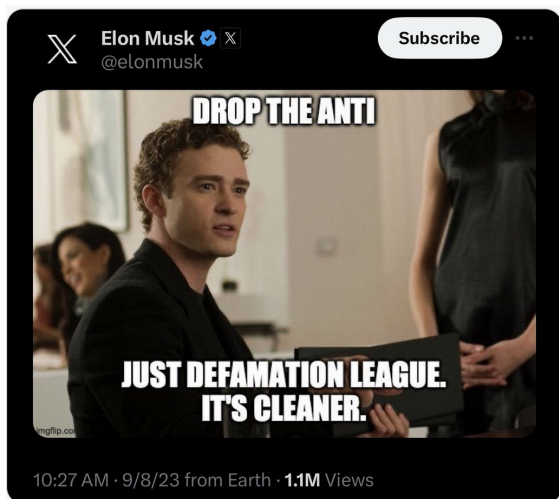 Elon Musk
@elonmusk
Subscribe
DROP THE ANTI
JUST DEFAMATION LEAGUE.
IT'S CLEANER.
imgflip.com
10:27 AM · 9/8/23 from Earth · 1.1M Views